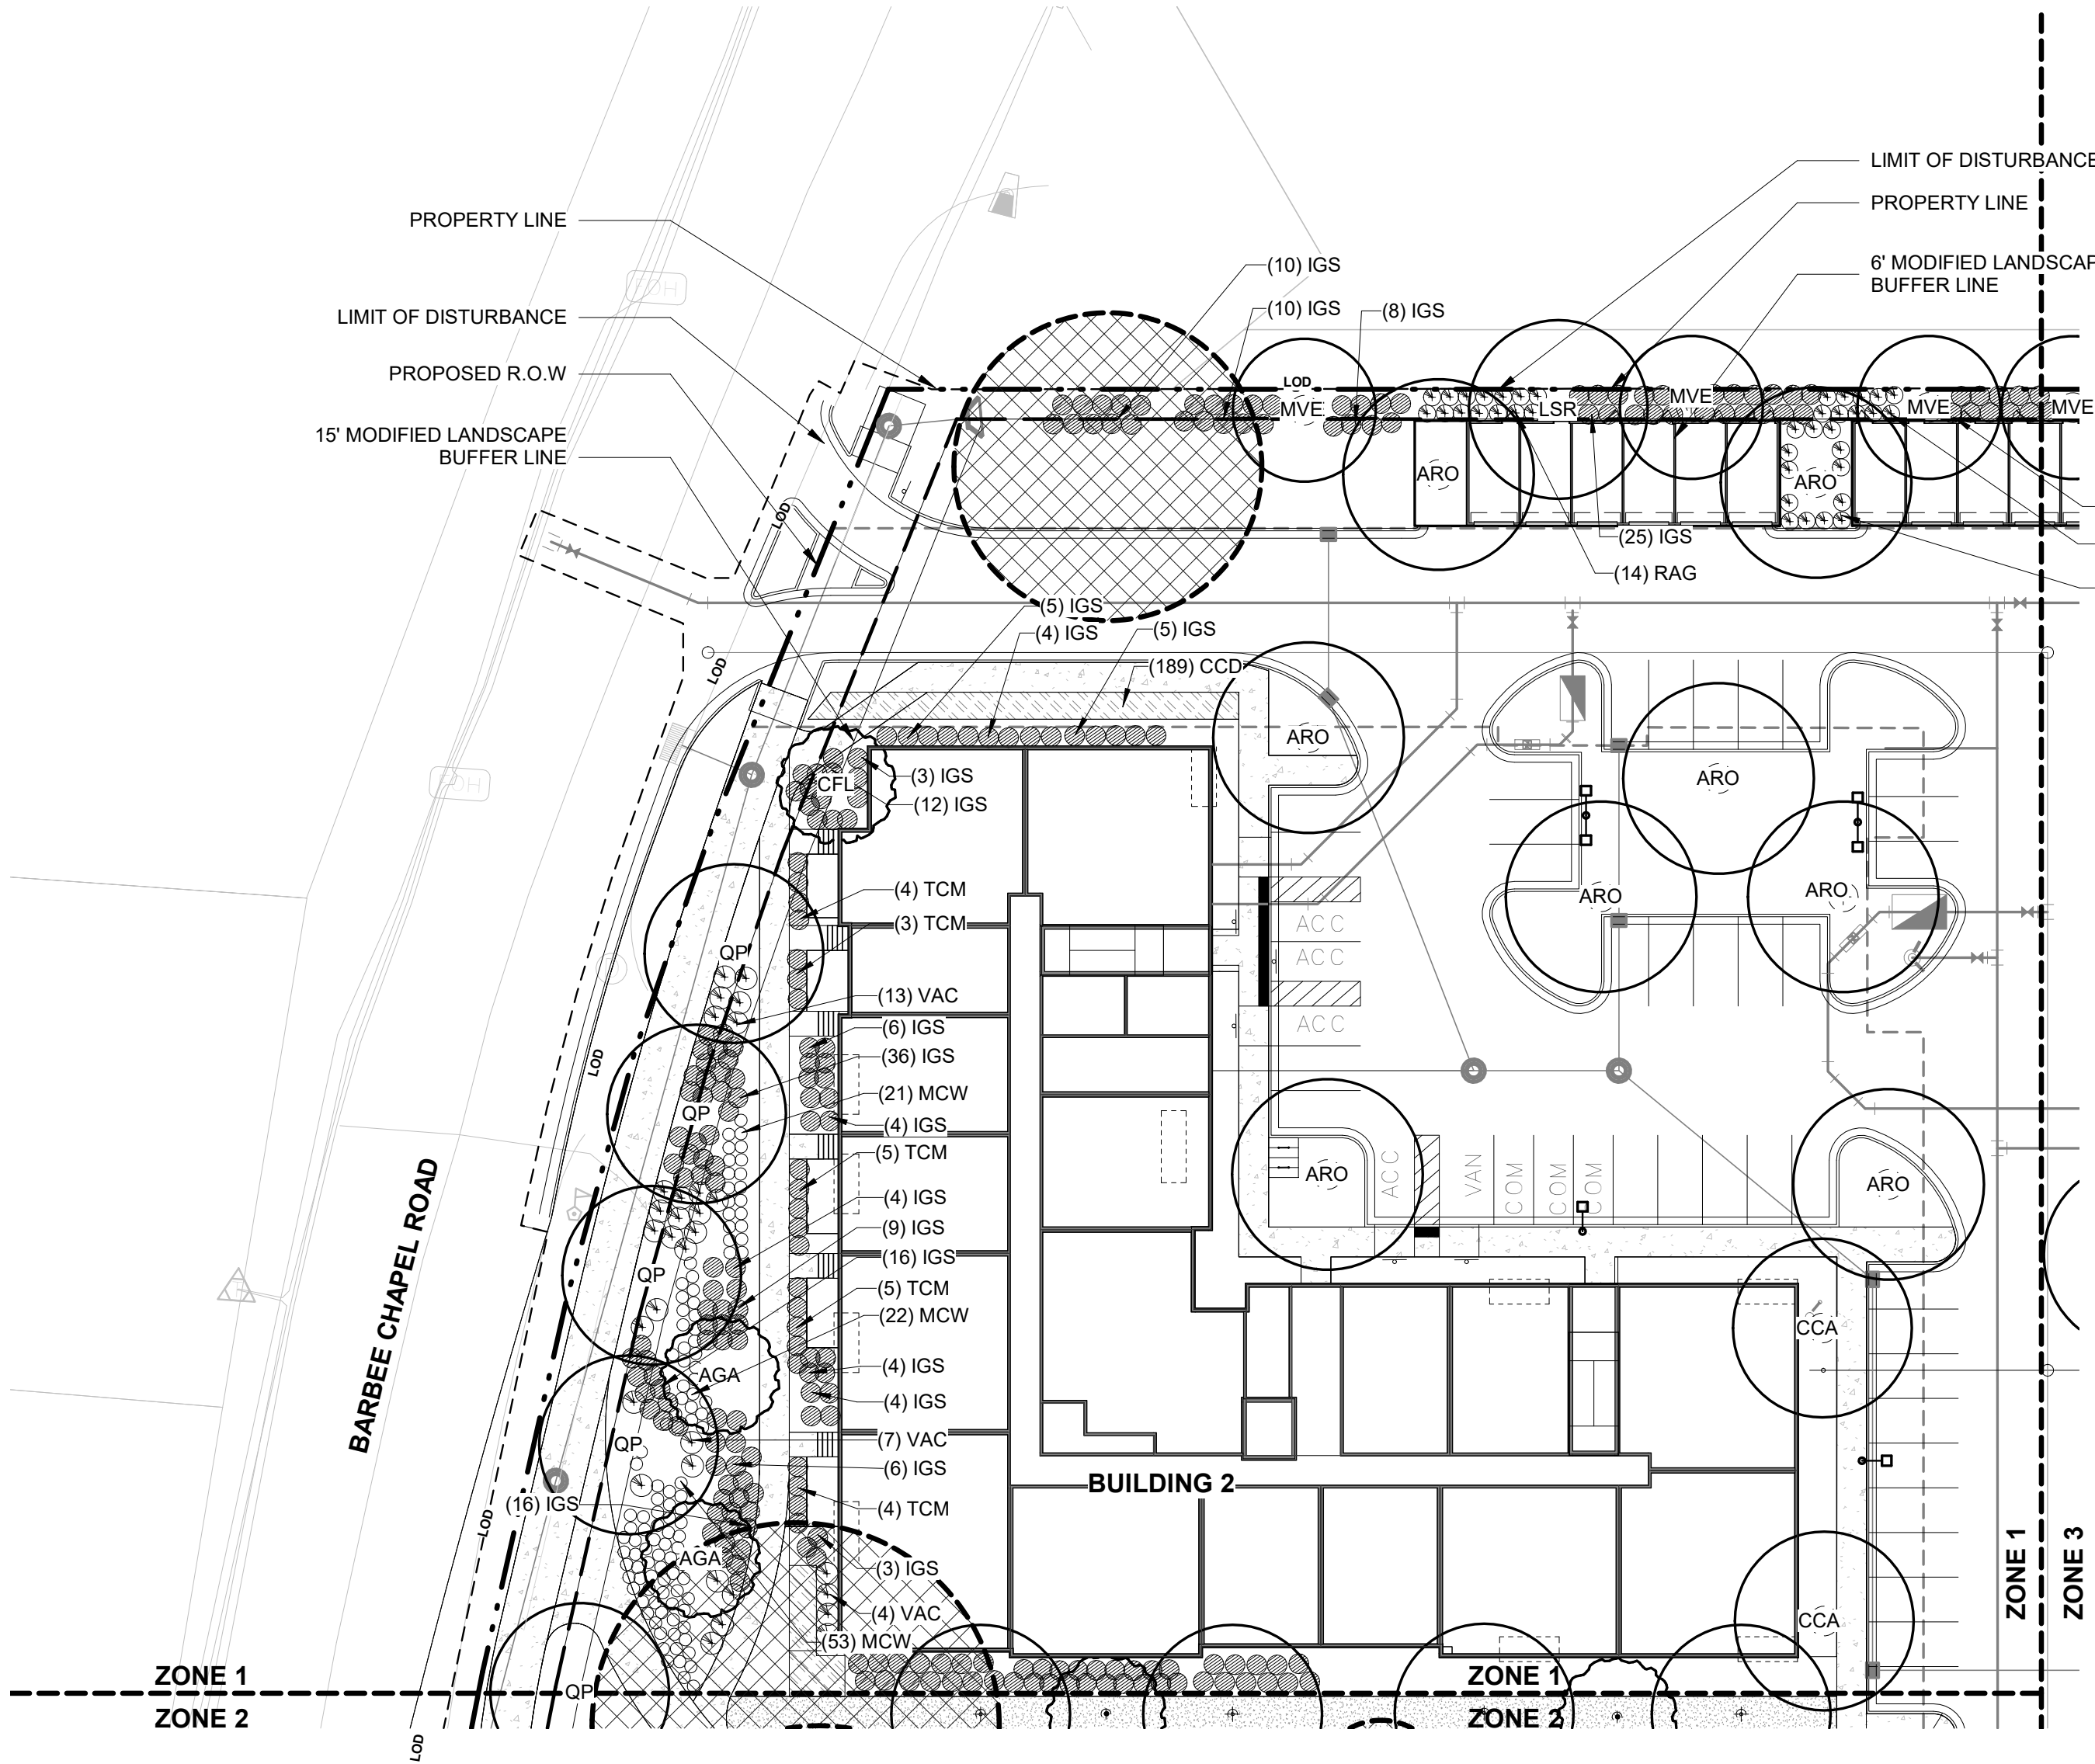 LIMIT OF DISTURBANCE
PROPERTY LINE
6' MODIFIED LANDSCAP
BUFFER LINE
PROPERTY LINE
LIMIT OF DISTURBANCE
PROPOSED R.O.W
15' MODIFIED LANDSCAPE
BUFFER LINE
(10) IGS
(10) IGS
(8) IGS
LOD
MVE
LSR
MVE
MVE
MVE
ARO
ARO
(25) IGS
(14) RAG
LOD
(5) IGS
(4) IGS
(5) IGS
(189) CCD
LOD
ARO
ARO
ARO
ARO
CFL
(3) IGS
(12) IGS
(4) TCM
(3) TCM
QP
(13) VAC
(6) IGS
(36) IGS
(21) MCW
(4) IGS
(5) TCM
(4) IGS
(9) IGS
(16) IGS
(5) TCM
(22) MCW
(4) IGS
(4) IGS
(7) VAC
(6) IGS
(4) TCM
(16) IGS
(3) IGS
(4) VAC
(53) MCW
LOD
QP
QP
AGA
QP
AGA
QP
LOD
LOD
ACC
ACC
ACC
ARO
ACC
VAN
COM
COM
COM
ARO
CCA
CCA
BARBEE CHAPEL ROAD
BUILDING 2
ZONE 1
ZONE 3
ZONE 1
ZONE 2
ZONE 1
ZONE 2
FDH
FDH